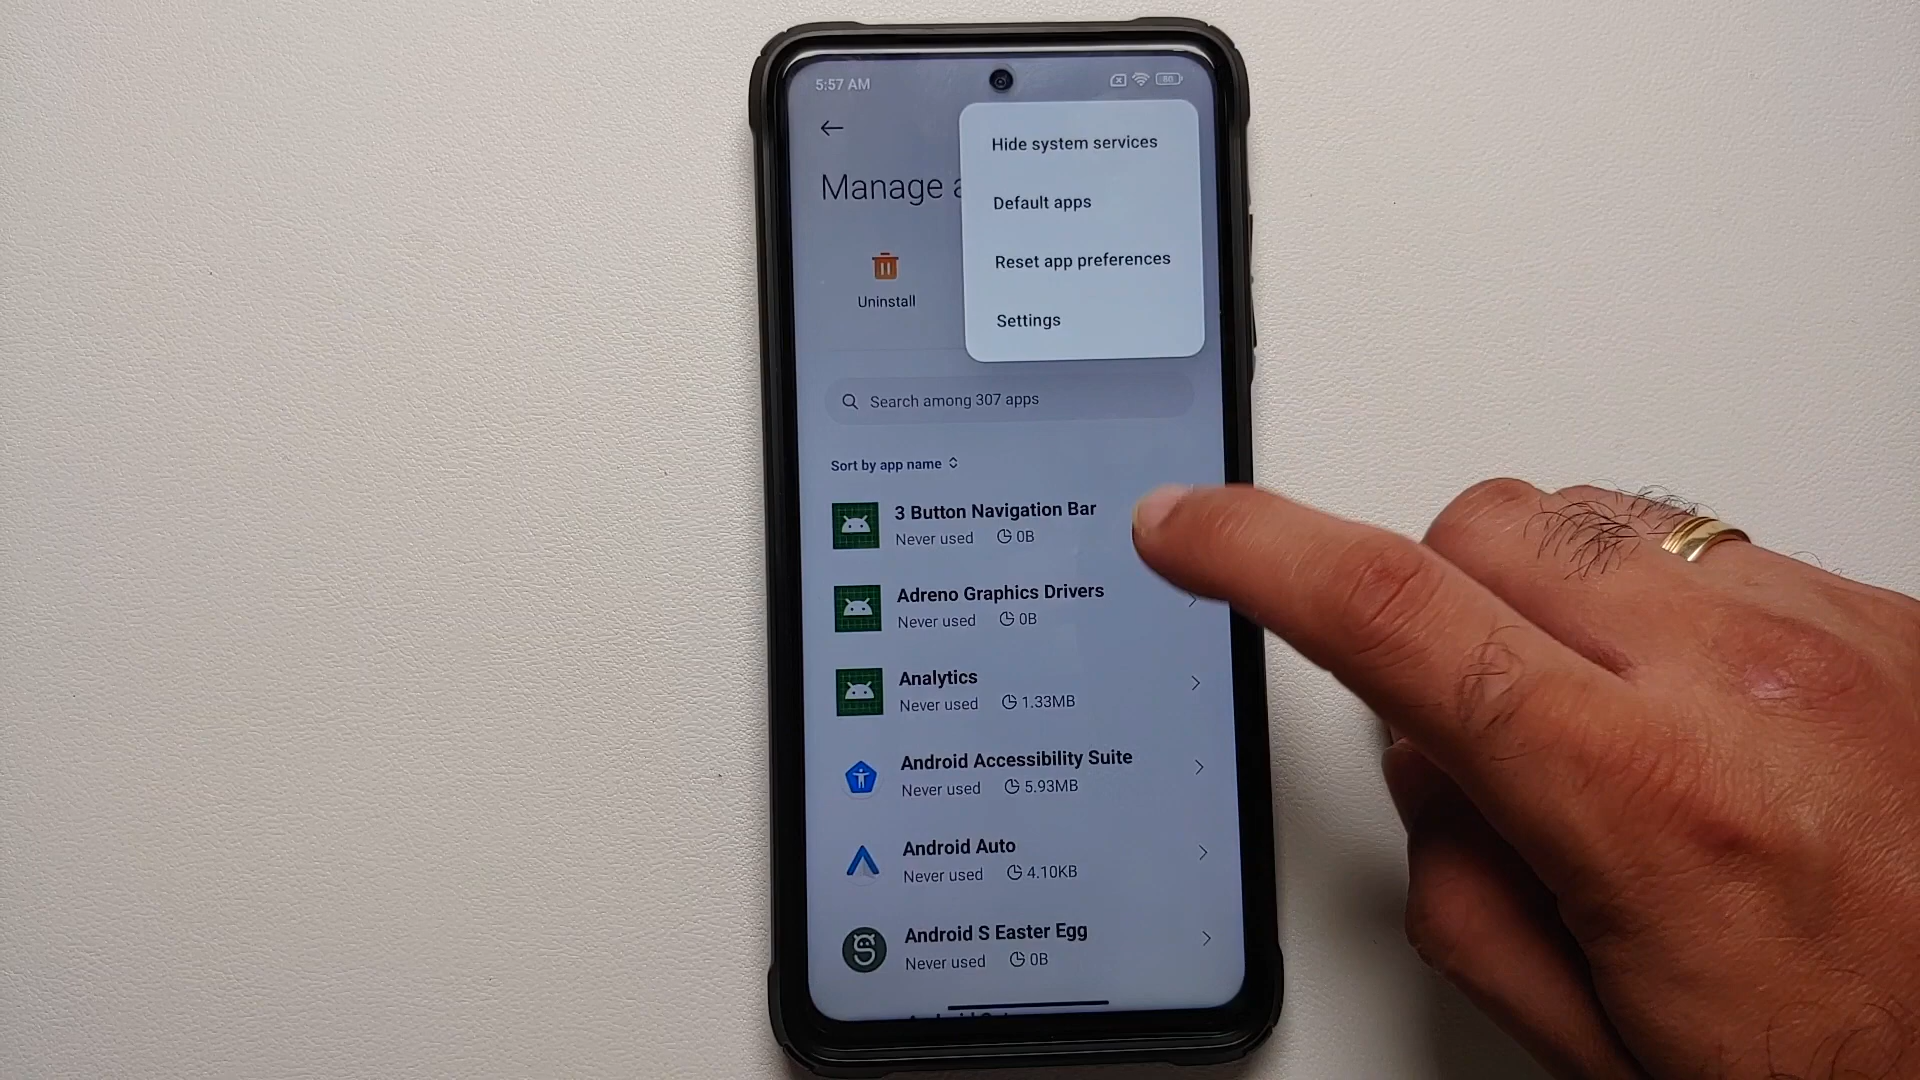 5:57 AM
80
Hide system services
Default apps
Reset app preferences
Settings
Manage a
Uninstall
Search among 307 apps
Sort by app name
3 Button Navigation Bar
Never used 0B
Adreno Graphics Drivers
Never used 0B
Analytics
Never used 1.33MB
Android Accessibility Suite
Never used 5.93MB
Android Auto
Never used 4.10KB
Android S Easter Egg
Never used 0B